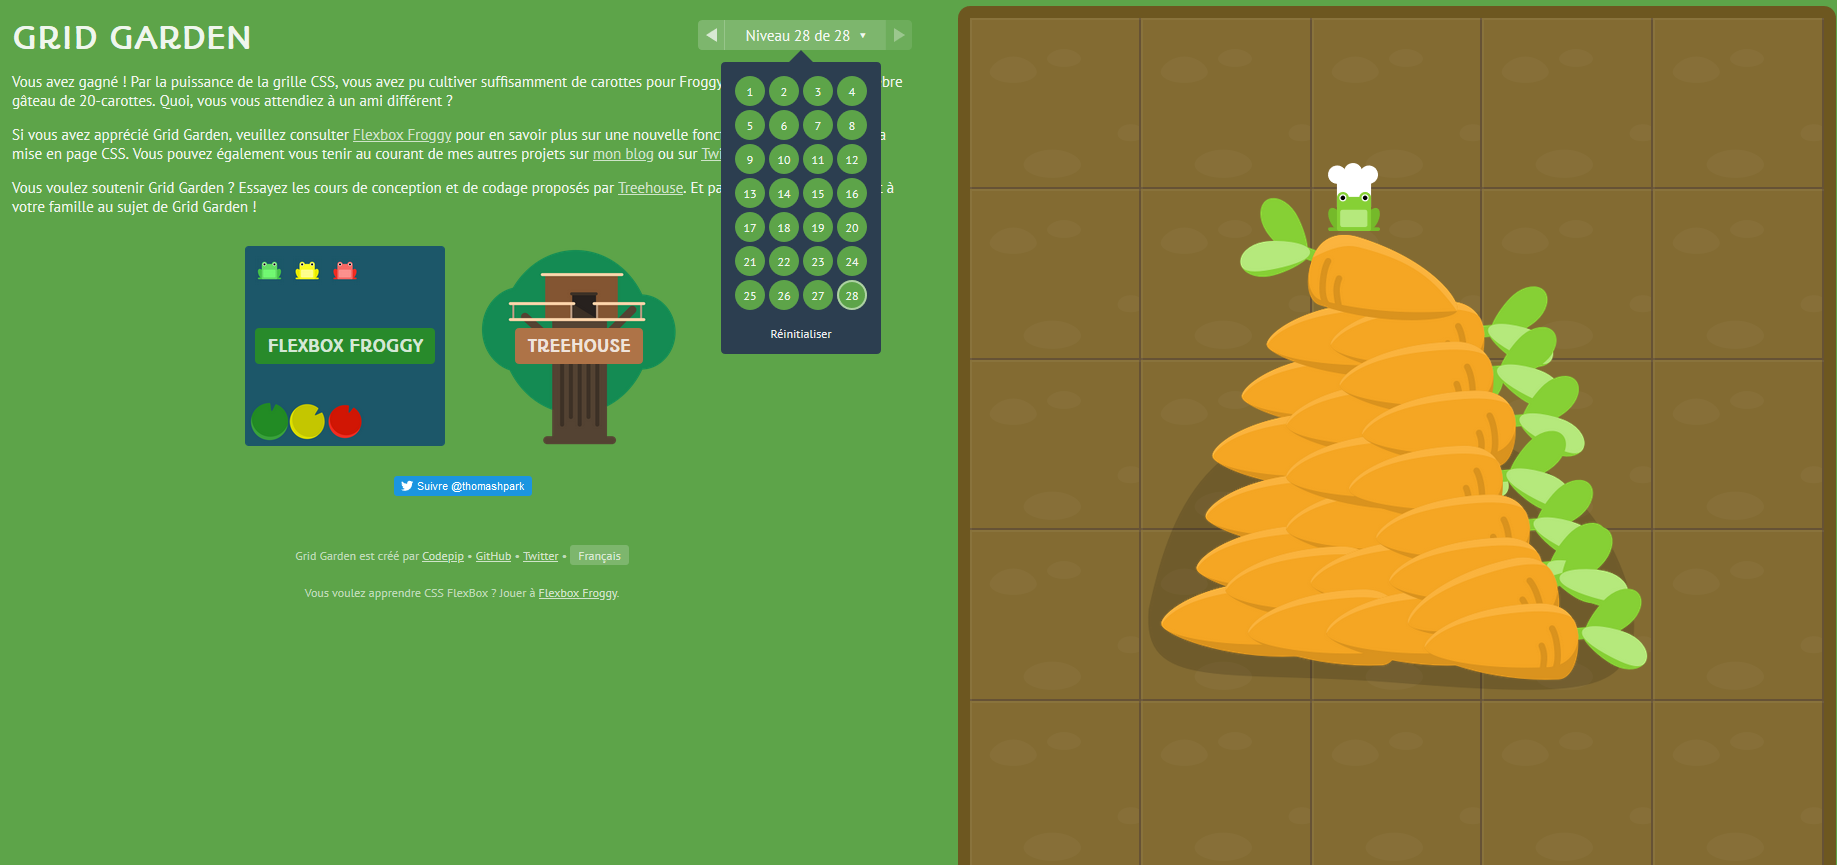 GRID GARDEN
Niveau 28 de 28 ▼
Vous avez gagné ! Par la puissance de la grille CSS, vous avez pu cultiver suffisamment de carottes pour Froggy
bre
gâteau de 20-carottes. Quoi, vous vous attendiez à un ami différent ?
Si vous avez apprécié Grid Garden, veuillez consulter Flexbox Froggy pour en savoir plus sur une nouvelle fonc
a
mise en page CSS. Vous pouvez également vous tenir au courant de mes autres projets sur mon blog ou sur Twi
Vous voulez soutenir Grid Garden ? Essayez les cours de conception et de codage proposés par Treehouse. Et pa
t à
votre famille au sujet de Grid Garden !
1 2 3 4
5 6 7 8
9 10 11 12
13 14 15 16
17 18 19 20
21 22 23 24
25 26 27 28
Réinitialiser
FLEXBOX FROGGY
TREEHOUSE
Suivre @thomashpark
Grid Garden est créé par Codepip • GitHub • Twitter • Français
Vous voulez apprendre CSS FlexBox ? Jouer à Flexbox Froggy.